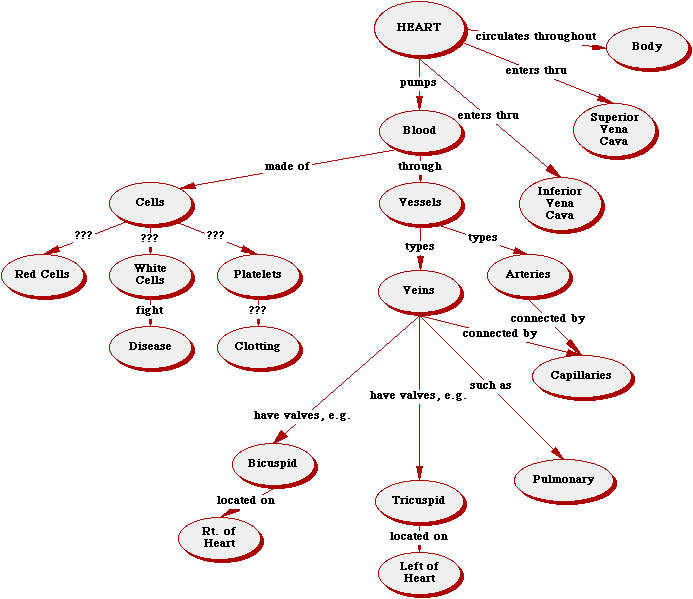 HEART
circulates throughout
Body
enters thru
pumps
Superior
Vena
Cava
enters thru
Blood
made of
through
Cells
Vessels
Inferior
Vena
Cava
???
???
???
types
types
Red Cells
White
Cells
Platelets
Veins
Arteries
fight
???
connected by
connected by
Disease
Clotting
Capillaries
such as
have valves, e.g.
have valves, e.g.
Bicuspid
Pulmonary
located on
Tricuspid
Rt. of
Heart
located on
Left of
Heart